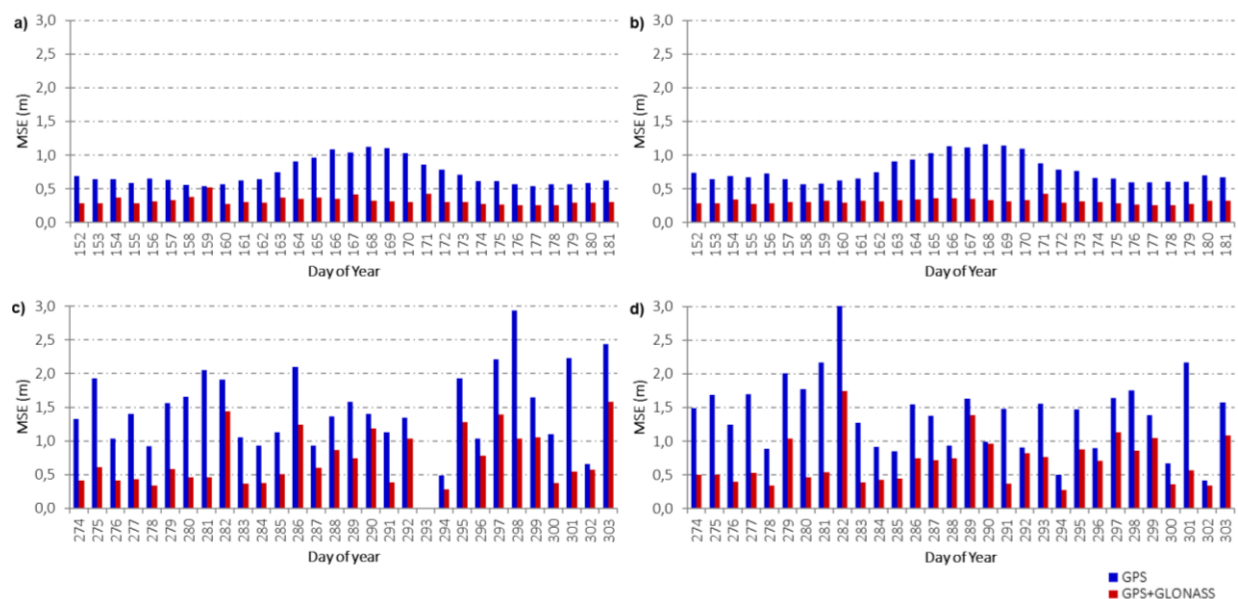 a)
MSE (m)
3,0
2,5
2,0
1,5
1,0
0,5
0,0
152 153 154 155 156 157 158 159 160 161 162 163 164 165 166 167 168 169 170 171 172 173 174 175 176 177 178 179 180 181
Day of Year
b)
MSE (m)
3,0
2,5
2,0
1,5
1,0
0,5
0,0
152 153 154 155 156 157 158 159 160 161 162 163 164 165 166 167 168 169 170 171 172 173 174 175 176 177 178 179 180 181
Day of Year
c)
MSE (m)
3,0
2,5
2,0
1,5
1,0
0,5
0,0
274 275 276 277 278 279 280 281 282 283 284 285 286 287 288 289 290 291 292 293 294 295 296 297 298 299 300 301 302 303
Day of year
d)
MSE (m)
3,0
2,5
2,0
1,5
1,0
0,5
0,0
274 275 276 277 278 279 280 281 282 283 284 285 286 287 288 289 290 291 292 293 294 295 296 297 298 299 300 301 302 303
Day of year
GPS
GPS+GLONASS